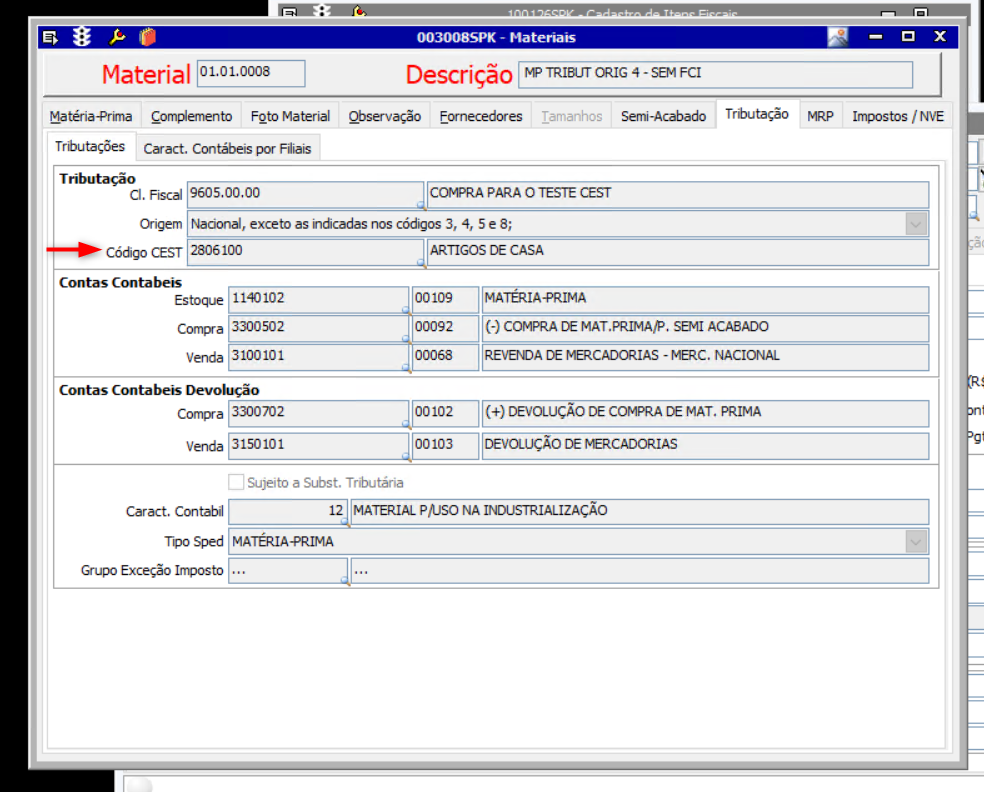 100126SPK - Cadastro de Itens Fiscais
003008SPK - Materiais
Material 01.01.0008 Descrição MP TRIBUT ORIG 4 - SEM FCI
Matéria-Prima Complemento Foto Material Observação Fornecedores Tamanhos Semi-Acabado Tributação MRP Impostos / NVE
Tributações Caract. Contábeis por Filiais
Tributação
Cl. Fiscal 9605.00.00 COMPRA PARA O TESTE CEST
Origem Nacional, exceto as indicadas nos códigos 3, 4, 5 e 8;
Código CEST 2806100 ARTIGOS DE CASA
Contas Contabeis
Estoque 1140102 00109 MATÉRIA-PRIMA
Compra 3300502 00092 (-) COMPRA DE MAT.PRIMA/P. SEMI ACABADO
Venda 3100101 00068 REVENDA DE MERCADORIAS - MERC. NACIONAL
Contas Contabeis Devolução
Compra 3300702 00102 (+) DEVOLUÇÃO DE COMPRA DE MAT. PRIMA
Venda 3150101 00103 DEVOLUÇÃO DE MERCADORIAS
Sujeito a Subst. Tributária
Caract. Contabil 12 MATERIAL P/USO NA INDUSTRIALIZAÇÃO
Tipo Sped MATÉRIA-PRIMA
Grupo Exceção Imposto ... ...